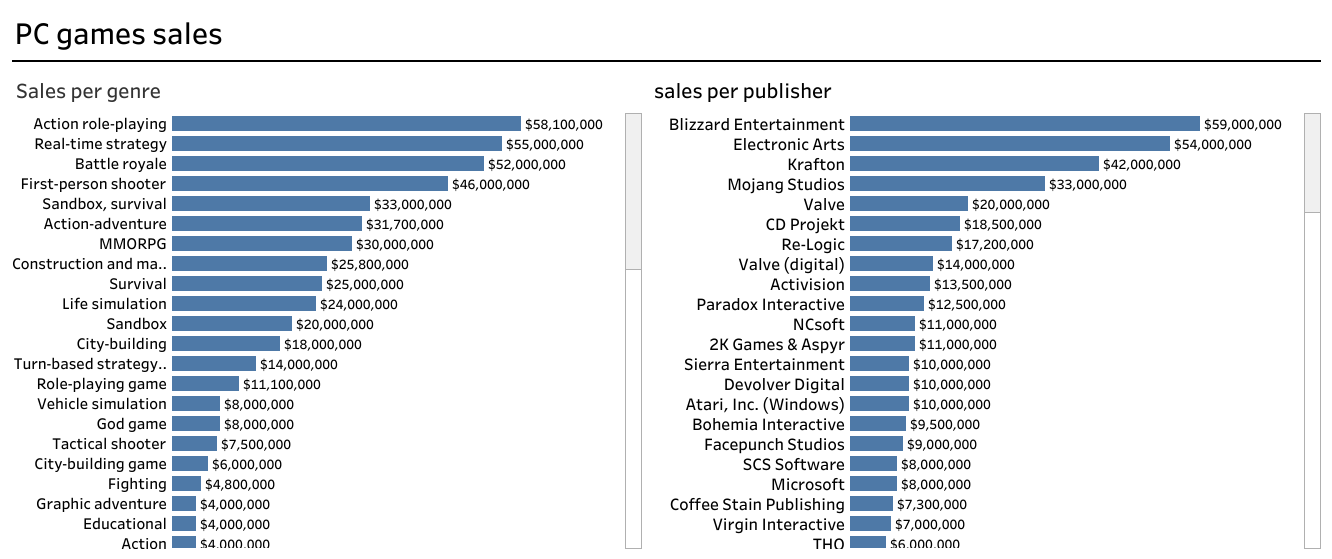 PC games sales
Sales per genre
Action role-playing $58,100,000
Real-time strategy $55,000,000
Battle royale $52,000,000
First-person shooter $46,000,000
Sandbox, survival $33,000,000
Action-adventure $31,700,000
MMORPG $30,000,000
Construction and ma.. $25,800,000
Survival $25,000,000
Life simulation $24,000,000
Sandbox $20,000,000
City-building $18,000,000
Turn-based strategy.. $14,000,000
Role-playing game $11,100,000
Vehicle simulation $8,000,000
God game $8,000,000
Tactical shooter $7,500,000
City-building game $6,000,000
Fighting $4,800,000
Graphic adventure $4,000,000
Educational $4,000,000
Action $4,000,000
sales per publisher
Blizzard Entertainment $59,000,000
Electronic Arts $54,000,000
Krafton $42,000,000
Mojang Studios $33,000,000
Valve $20,000,000
CD Projekt $18,500,000
Re-Logic $17,200,000
Valve (digital) $14,000,000
Activision $13,500,000
Paradox Interactive $12,500,000
NCsoft $11,000,000
2K Games & Aspyr $11,000,000
Sierra Entertainment $10,000,000
Devolver Digital $10,000,000
Atari, Inc. (Windows) $10,000,000
Bohemia Interactive $9,500,000
Facepunch Studios $9,000,000
SCS Software $8,000,000
Microsoft $8,000,000
Coffee Stain Publishing $7,300,000
Virgin Interactive $7,000,000
THQ $6,000,000